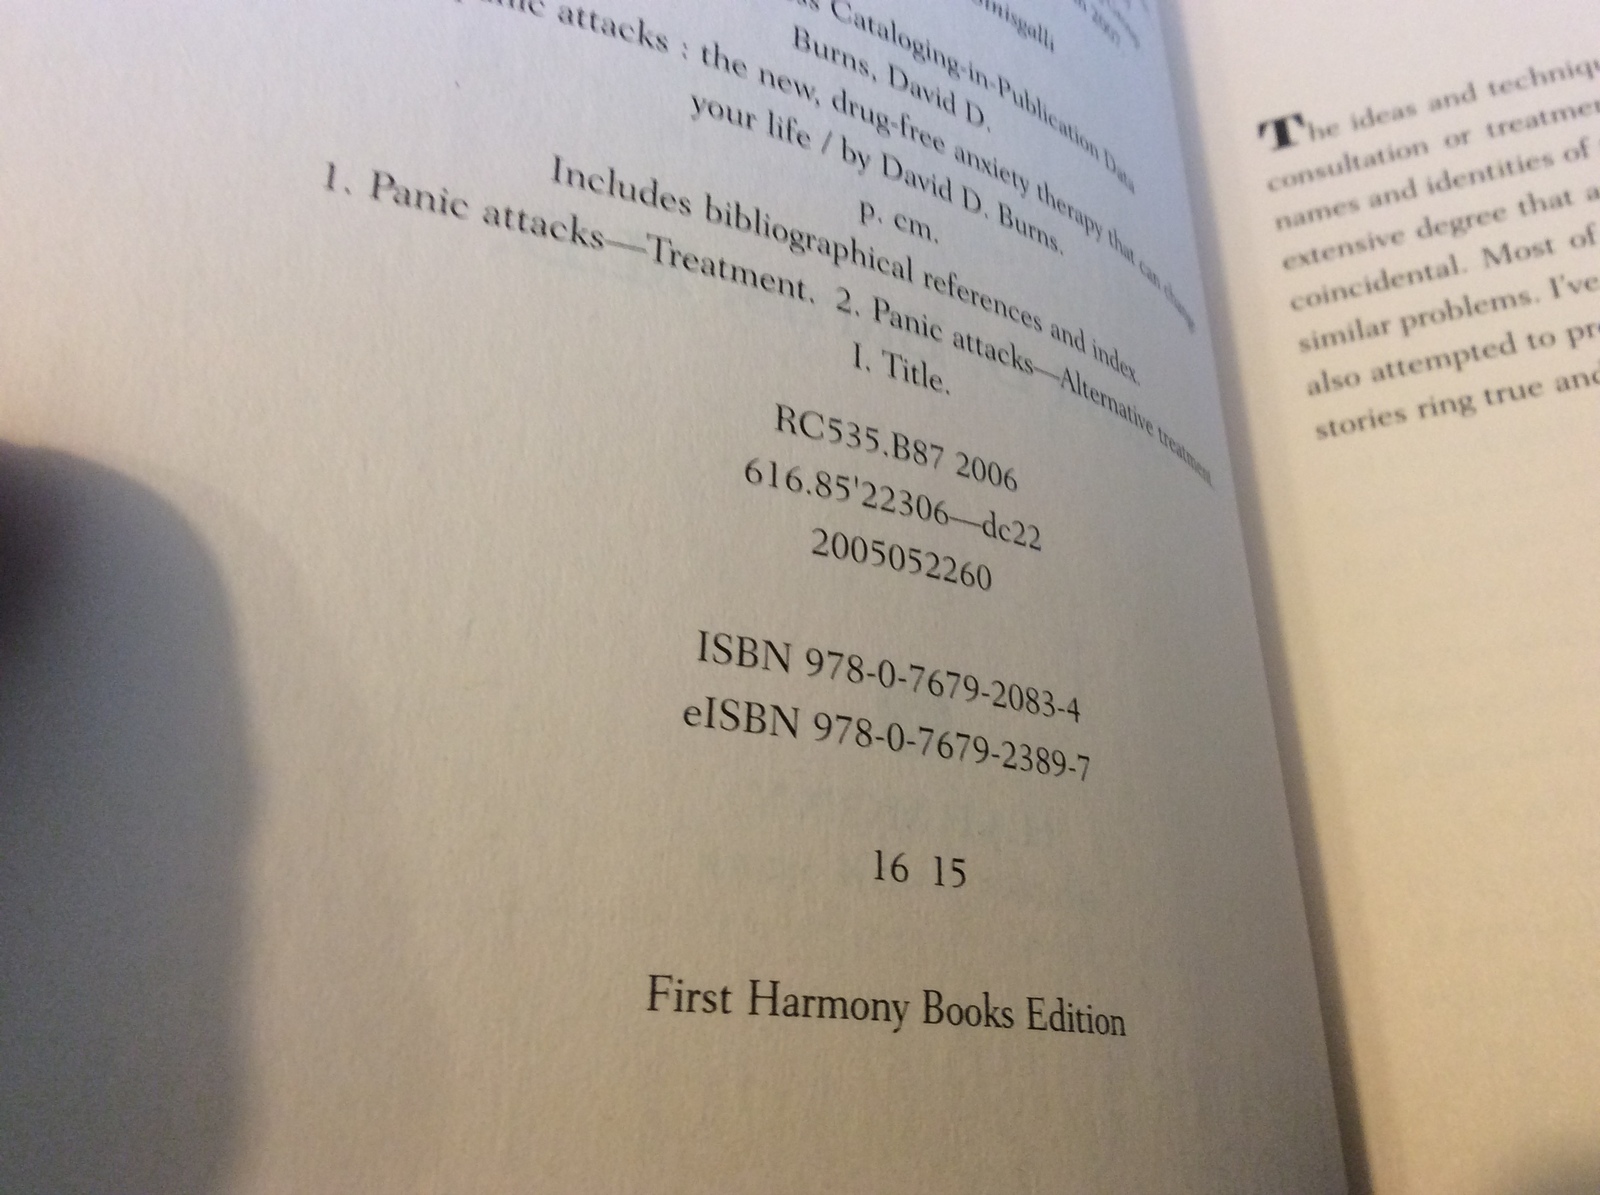 Cataloging-in-Publication Data
Burns, David D.
attacks : the new, drug-free anxiety therapy that can change
your life / by David D. Burns.
p. cm.
Includes bibliographical references and index.
1. Panic attacks—Treatment. 2. Panic attacks—Alternative treatment.
I. Title.
RC535.B87 2006
616.85'22306—dc22
2005052260
ISBN 978-0-7679-2083-4
eISBN 978-0-7679-2389-7
16 15
First Harmony Books Edition
The ideas and
consultation or
names and identities of
extensive degree that
coincidental. Most of
similar problems. I've
also attempted to
stories ring true and